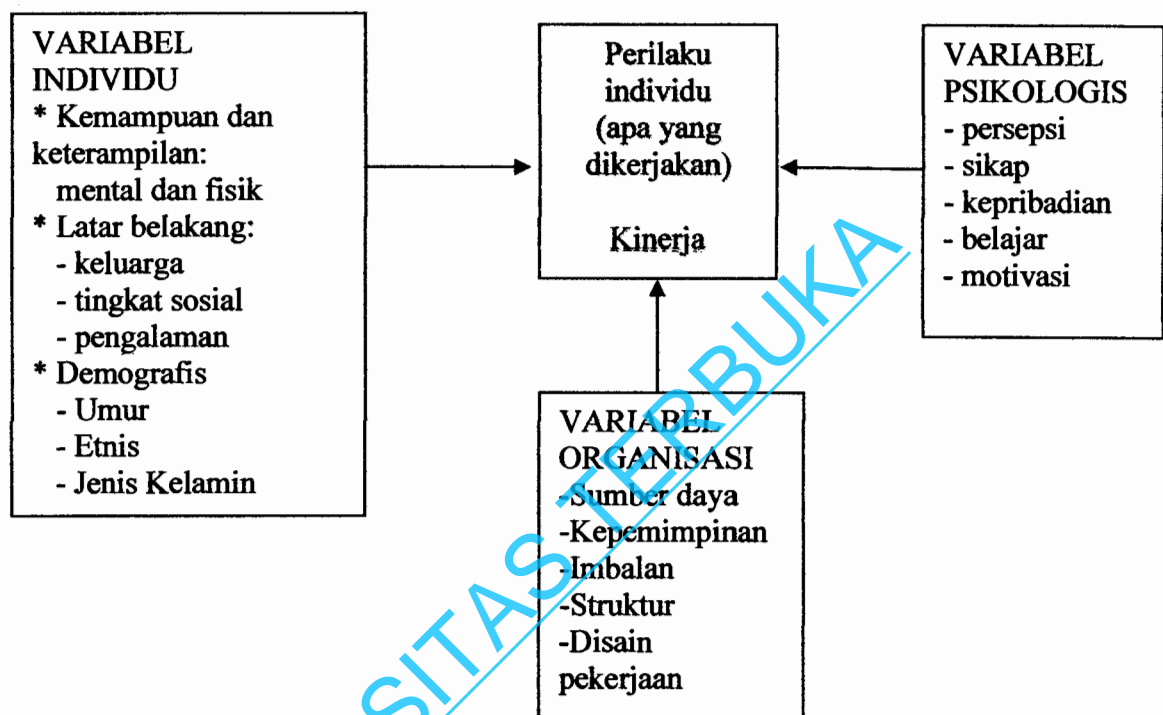 VARIABEL
INDIVIDU
* Kemampuan dan
keterampilan:
mental dan fisik
* Latar belakang:
- keluarga
- tingkat sosial
- pengalaman
* Demografis
- Umur
- Etnis
- Jenis Kelamin
Perilaku
individu
(apa yang
dikerjakan)
Kinerja
VARIABEL
PSIKOLOGIS
- persepsi
- sikap
- kepribadian
- belajar
- motivasi
VARIABEL
ORGANISASI
-Sumber daya
-Kepemimpinan
-Imbalan
-Struktur
-Disain
pekerjaan
SITAS TERBUKA